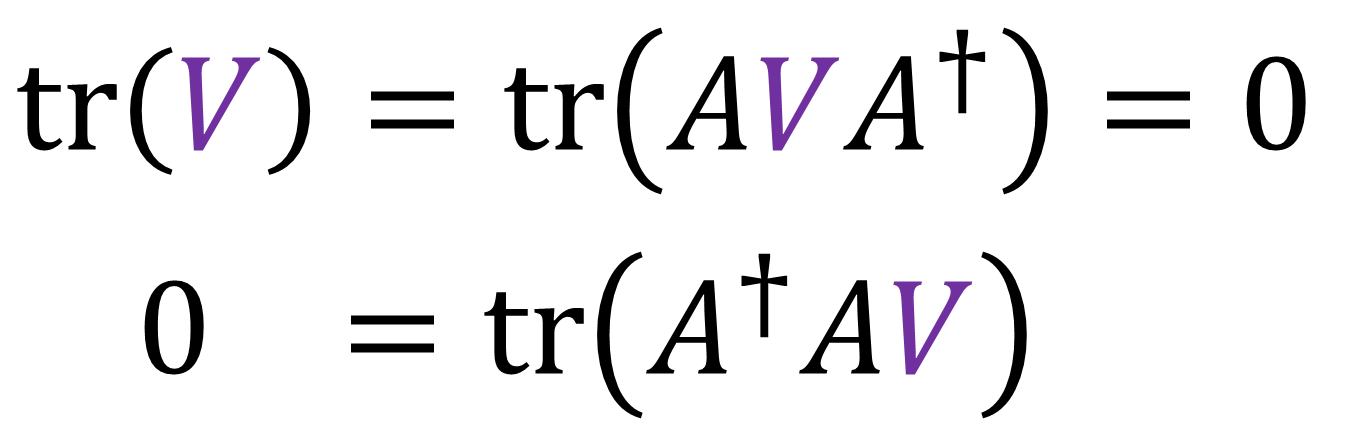 tr(V) = tr(AVA†) = 0
0 = tr(A†AV)